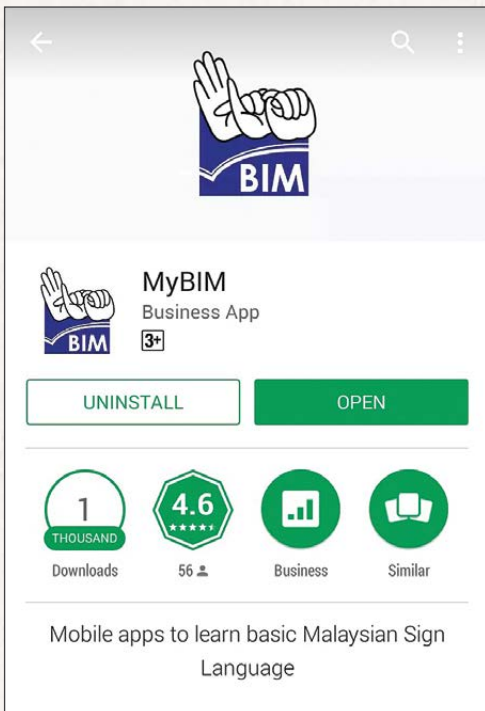 BIM
BIM
MyBIM
Business App
3+
UNINSTALL
OPEN
1
THOUSAND
Downloads
4.6
56
Business
Similar
Mobile apps to learn basic Malaysian Sign
Language